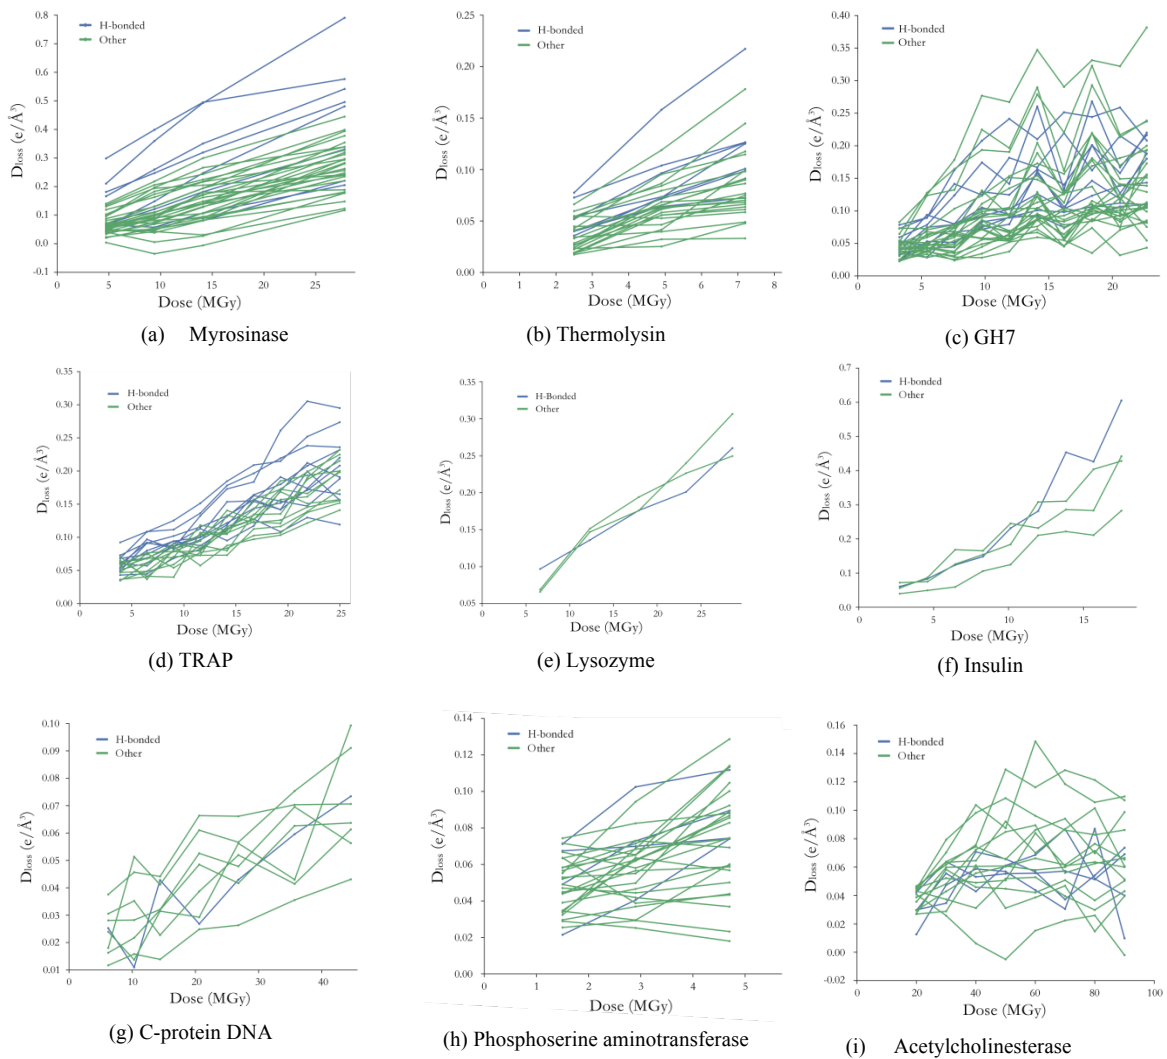 H-bonded
Other
0.8
0.7
0.6
0.5
0.4
0.3
0.2
0.1
0.0
-0.1
0
5
10
15
20
25
Dloss (e/Å³)
Dose (MGy)
(a) Myrosinase
H-bonded
Other
0.25
0.20
0.15
0.10
0.05
0.00
0
1
2
3
4
5
6
7
8
Dloss (e/Å³)
Dose (MGy)
(b) Thermolysin
H-bonded
Other
0.40
0.35
0.30
0.25
0.20
0.15
0.10
0.05
0.00
0
5
10
15
20
Dloss (e/Å³)
Dose (MGy)
(c) GH7
H-bonded
Other
0.35
0.30
0.25
0.20
0.15
0.10
0.05
0.00
0
5
10
15
20
25
Dloss (e/Å³)
Dose (MGy)
(d) TRAP
H-Bonded
Other
0.35
0.30
0.25
0.20
0.15
0.10
0.05
0
5
10
13
18
23
Dloss (e/Å³)
Dose (MGy)
(e) Lysozyme
H-bonded
Other
0.7
0.6
0.5
0.4
0.3
0.2
0.1
0.0
0
5
10
15
Dloss (e/Å³)
Dose (MGy)
(f) Insulin
H-bonded
Other
0.10
0.09
0.08
0.07
0.06
0.05
0.04
0.03
0.02
0.01
0
10
20
30
40
Dloss (e/Å³)
Dose (MGy)
(g) C-protein DNA
H-bonded
Other
0.14
0.12
0.10
0.08
0.06
0.04
0.02
0.00
0
1
2
3
4
5
Dloss (e/Å³)
Dose (MGy)
(h) Phosphoserine aminotransferase
H-bonded
Other
0.16
0.14
0.12
0.10
0.08
0.06
0.04
0.02
0.00
-0.02
0
20
40
60
80
100
Dloss (e/Å³)
Dose (MGy)
(i) Acetylcholinesterase